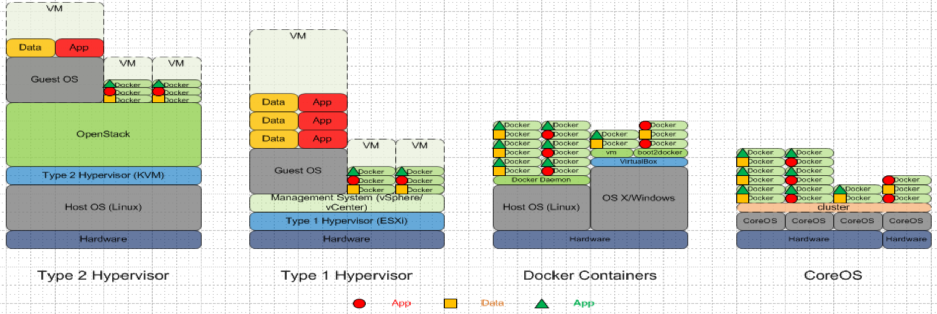 VM
Data App
Guest OS
VM VM
Docker Docker
Docker Docker
Docker Docker
OpenStack
Type 2 Hypervisor (KVM)
Host OS (Linux)
Hardware
Type 2 Hypervisor
VM
Data App
Data App
Data App
Guest OS
VM VM
Docker Docker
Docker Docker
Docker Docker
Management System (vSphere/
vCenter)
Type 1 Hypervisor (ESXi)
Hardware
Type 1 Hypervisor
Docker Docker
Docker Docker
Docker Docker
Docker Docker
Docker Docker
Docker Docker
Docker Daemon
Host OS (Linux)
Docker
Docker Docker
Docker Docker
vm boot2docker
VirtualBox
OS X/Windows
Hardware
Docker Containers
Docker Docker
Docker Docker
Docker Docker
Docker Docker
Docker Docker
Docker
Docker Docker
Docker Docker
cluster
CoreOS CoreOS CoreOS CoreOS
Hardware Hardware
CoreOS
App Data App